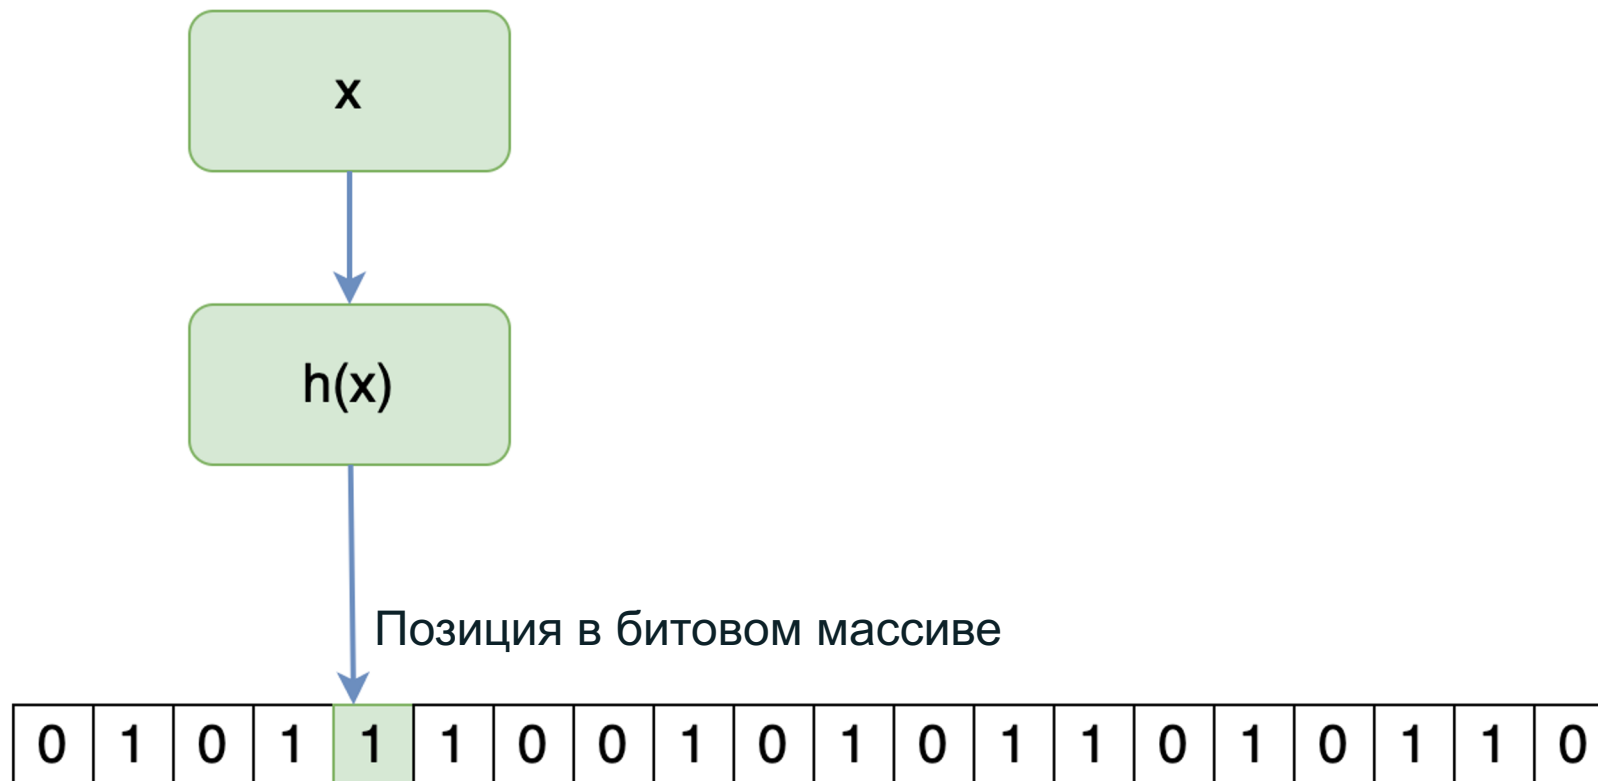 x
h(x)
Позиция в битовом массиве
0 1 0 1 1 1 0 0 1 0 1 0 1 1 0 1 0 1 1 0